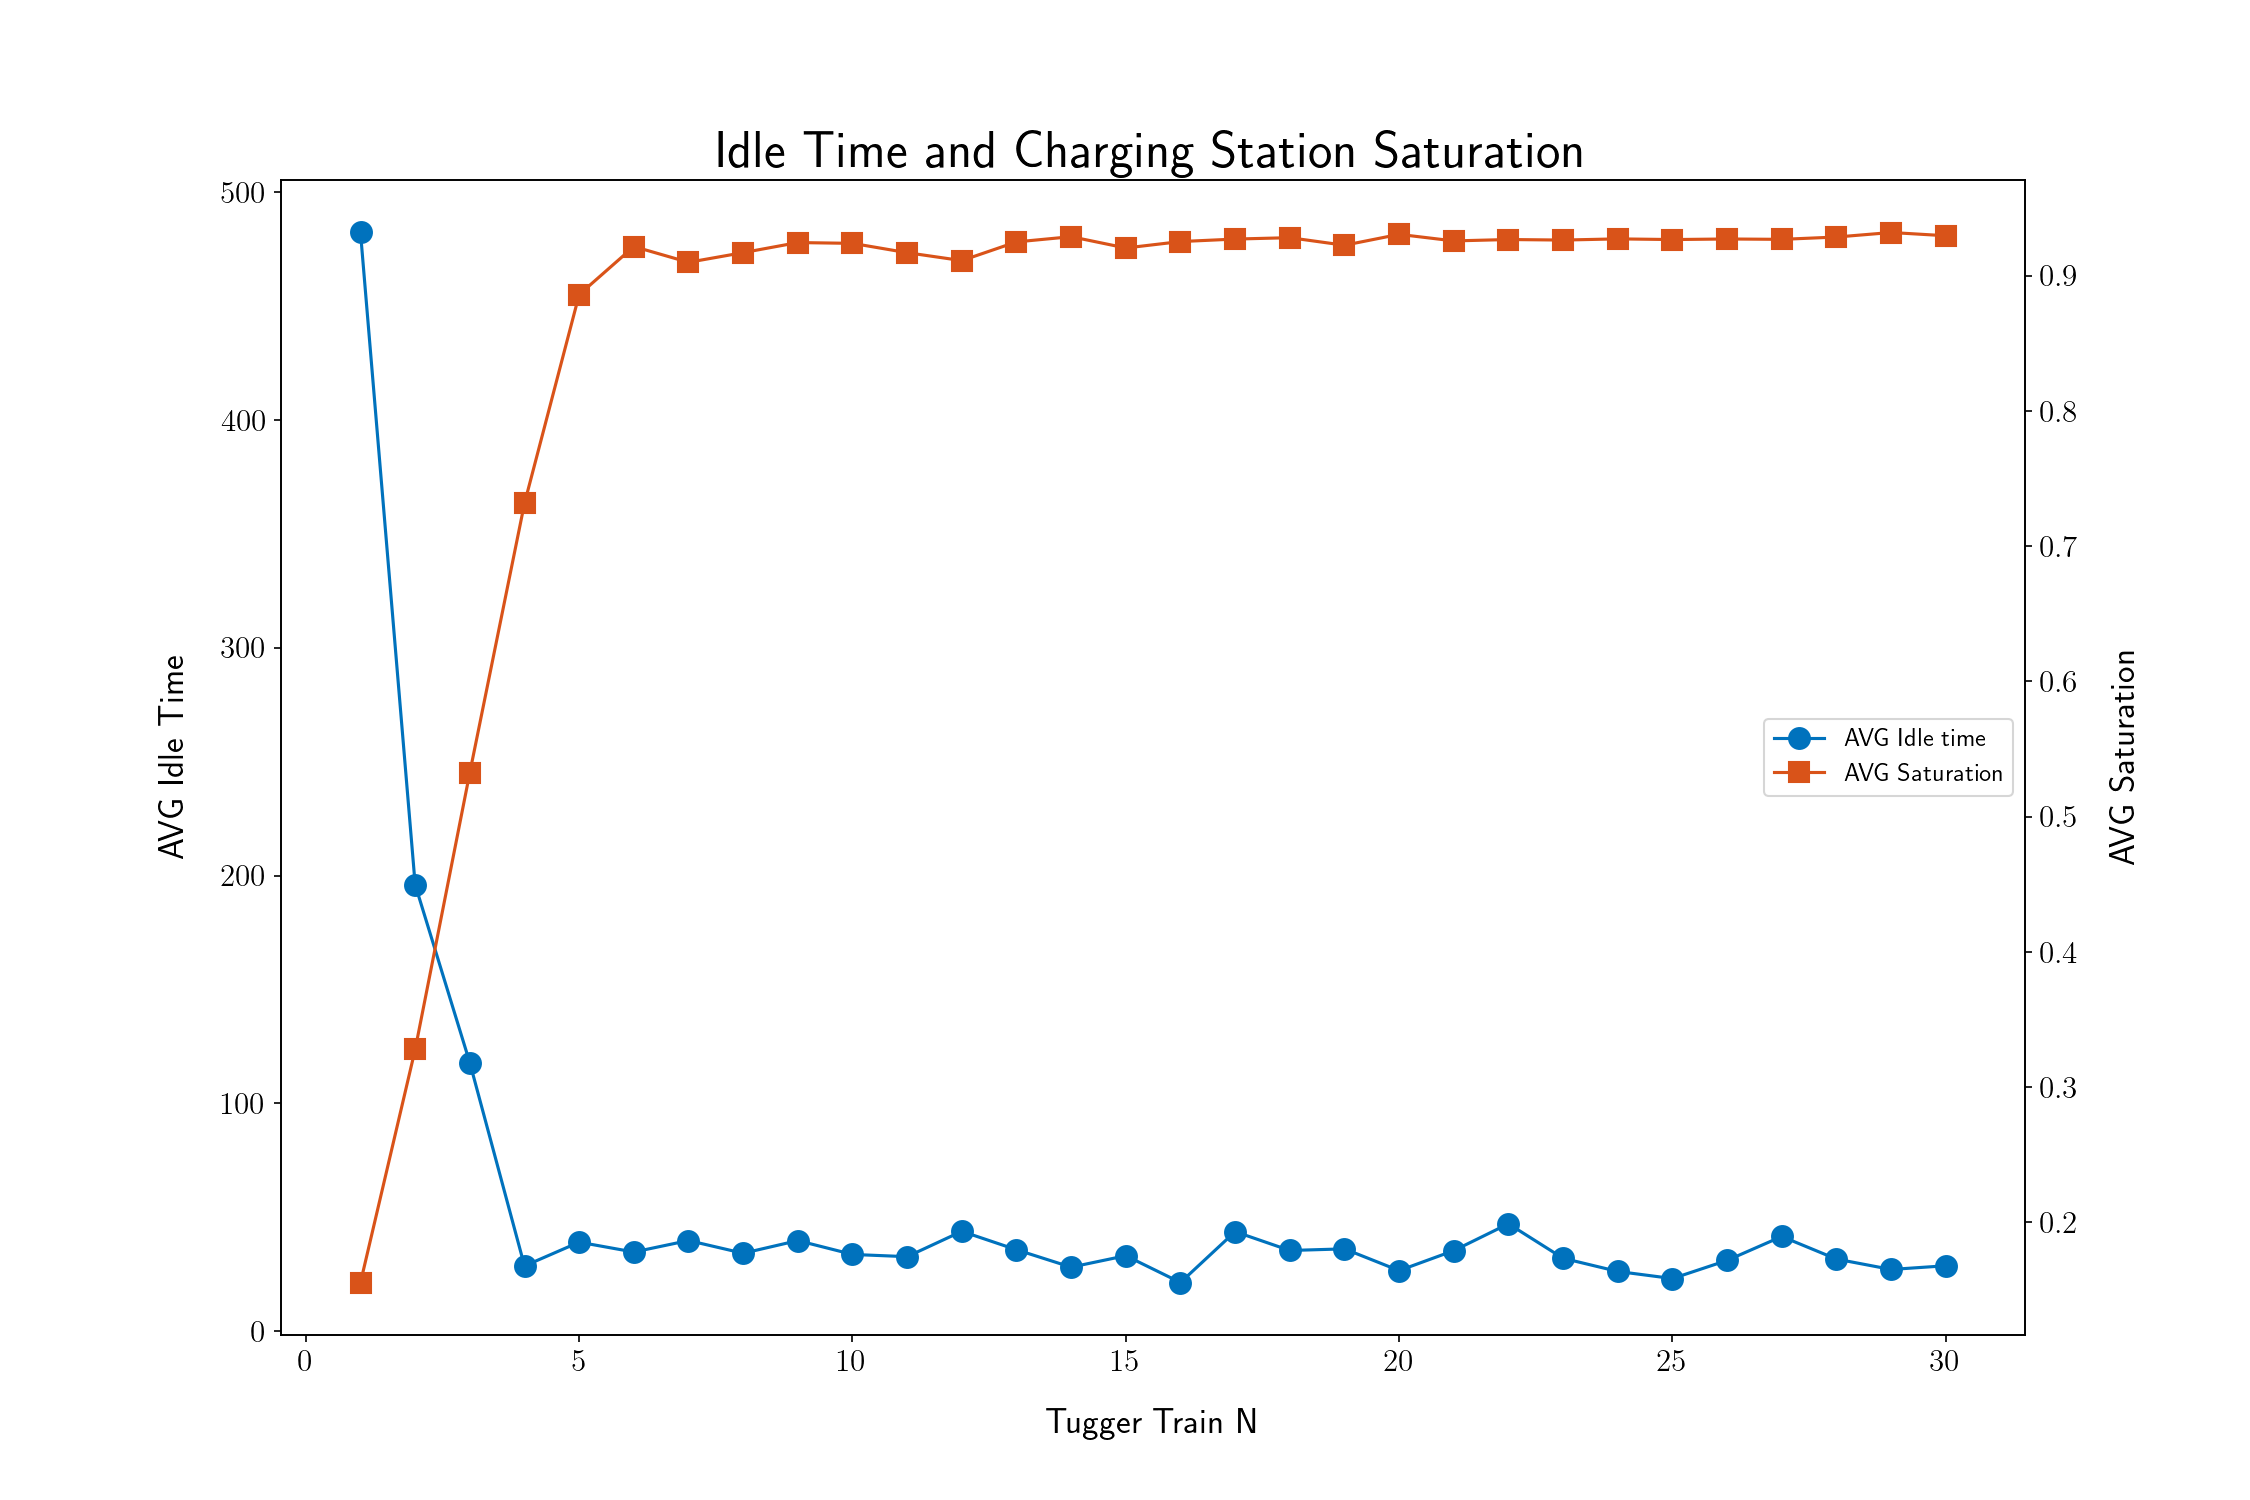 Idle Time and Charging Station Saturation
500
400
300
200
100
0
AVG Idle Time
0.9
0.8
0.7
0.6
0.5
0.4
0.3
0.2
AVG Saturation
AVG Idle time
AVG Saturation
0 5 10 15 20 25 30
Tugger Train N